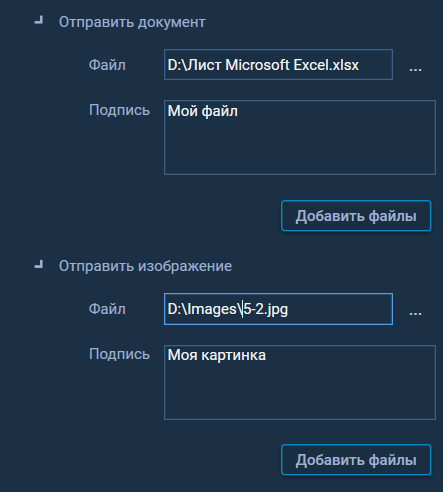 Отправить документ
Файл D:\Лист Microsoft Excel.xlsx ...
Подпись Мой файл
Добавить файлы
Отправить изображение
Файл D:\Images\5-2.jpg ...
Подпись Моя картинка
Добавить файлы